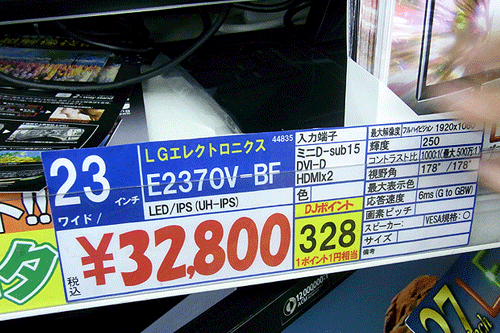 44835
LGエレクトロニクス
23
インチ
ワイド/
E2370V-BF
LED/IPS(UH-IPS)
税込
¥32,800
入力端子
ミニD-sub15
DVI-D
HDMIx2
色
DJポイント
328
1ポイント1円相当
最大解像度 フルハイビジョン 1920x1080
輝度 250
コントラスト比 1000:1(最大 500万:1
視野角 178°/178°
最大表示色
応答速度 6ms (G to GBW)
画素ピッチ
スピーカー: VESA規格:○
サイズ
備考
タ